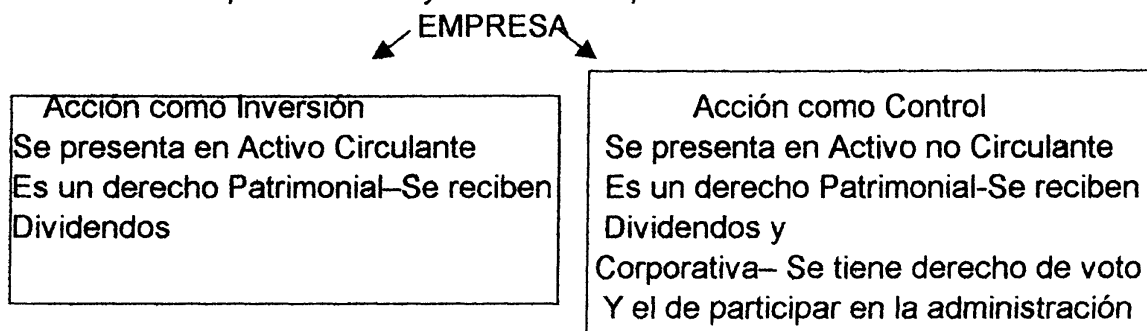 EMPRESA
Acción como Inversión
Se presenta en Activo Circulante
Es un derecho Patrimonial–Se reciben
Dividendos
Acción como Control
Se presenta en Activo no Circulante
Es un derecho Patrimonial-Se reciben
Dividendos y
Corporativa– Se tiene derecho de voto
Y el de participar en la administración